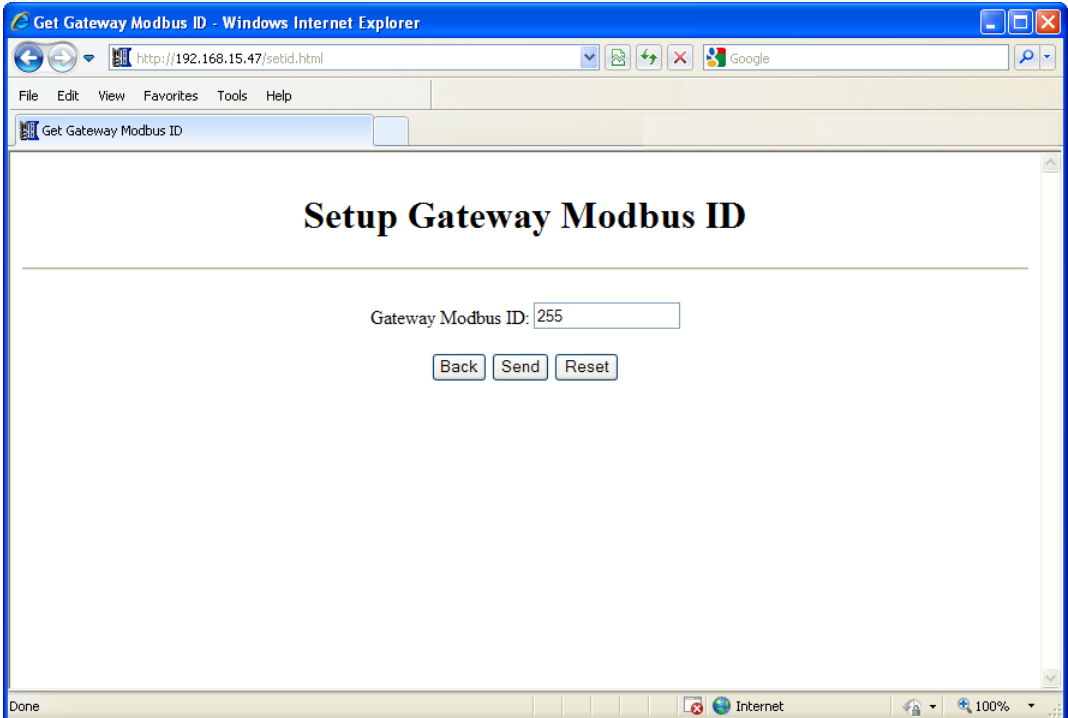 Get Gateway Modbus ID - Windows Internet Explorer
http://192.168.15.47/setid.html Google
File Edit View Favorites Tools Help
Get Gateway Modbus ID
Setup Gateway Modbus ID
Gateway Modbus ID: 255
Back Send Reset
Done Internet 100%